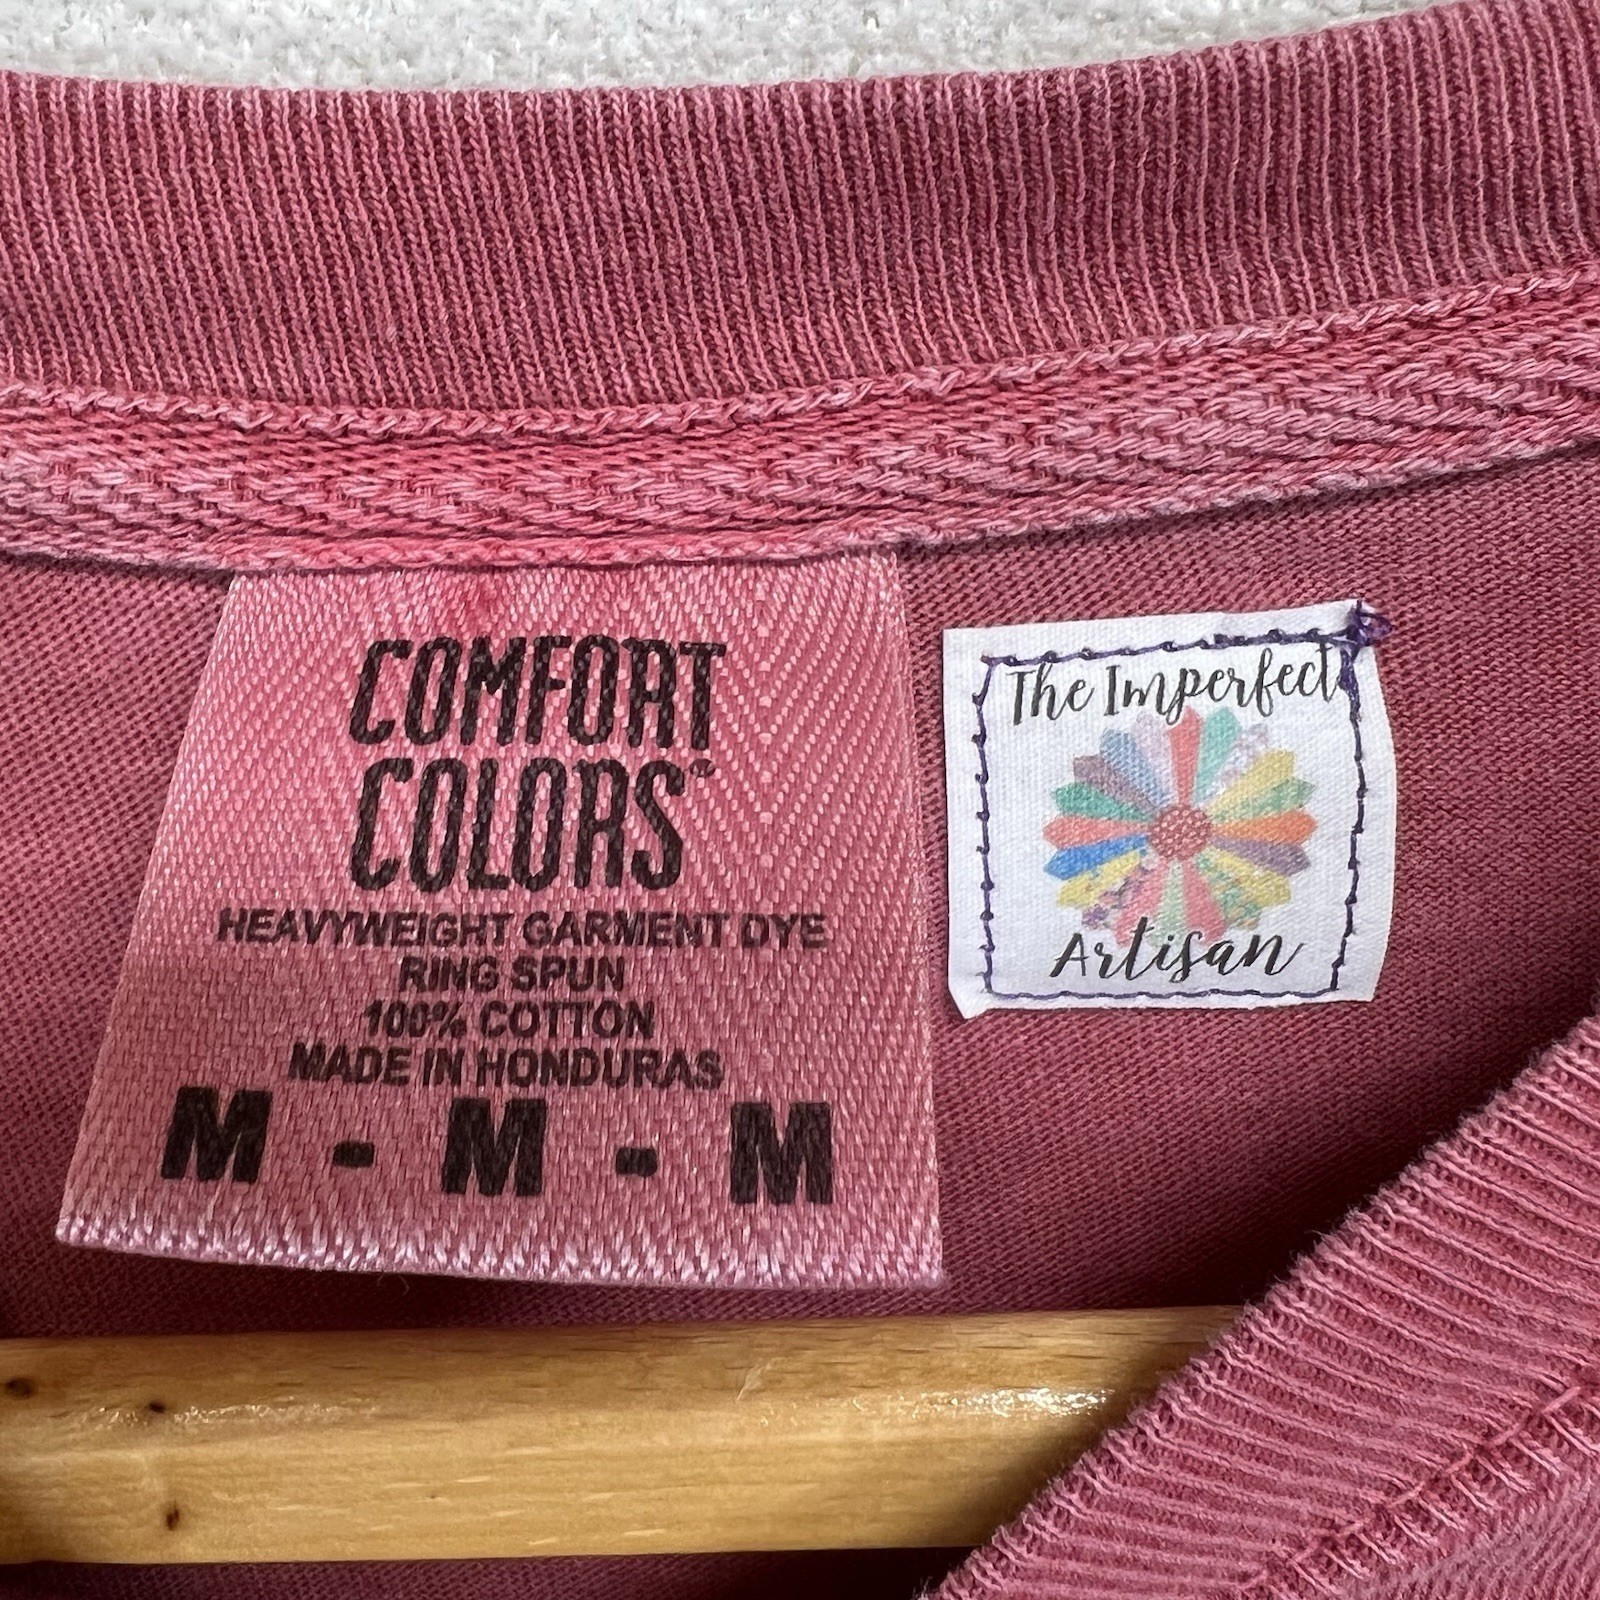 COMFORT
COLORS®
HEAVYWEIGHT GARMENT DYE
RING SPUN
100% COTTON
MADE IN HONDURAS
M - M - M
The Imperfect
Artisan